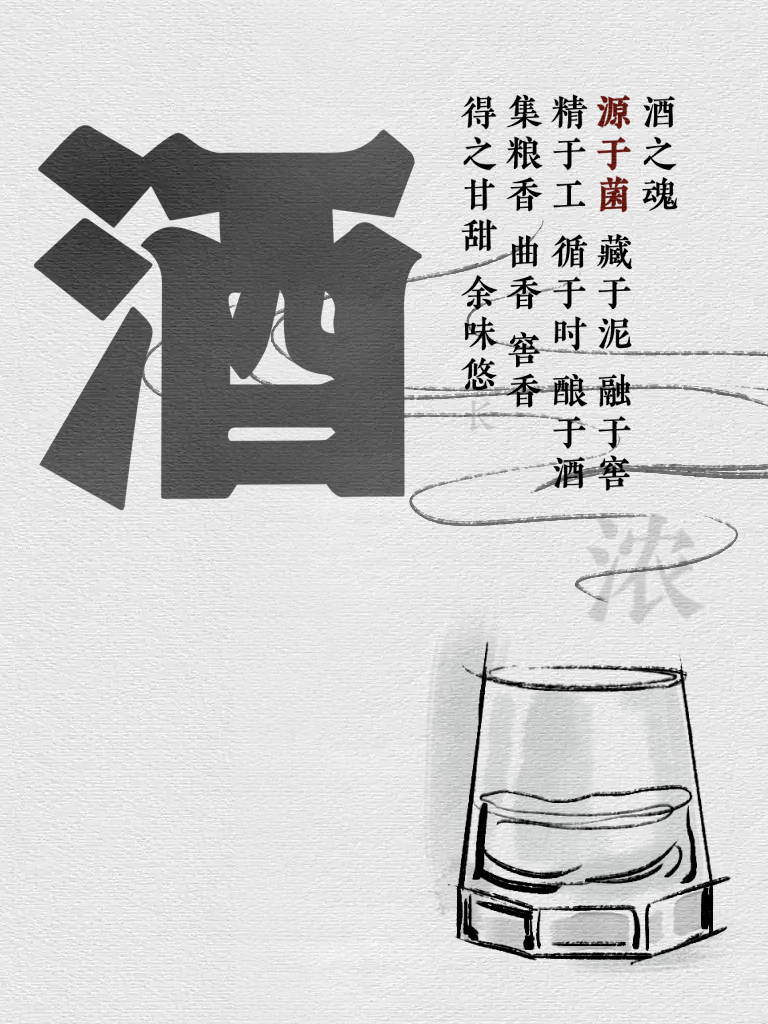 酒
酒之魂
源于菌 藏于泥 融于窖
精于工 循于时 酿于酒
集粮香 曲香 窖香
得之甘甜 余味悠
长
浓